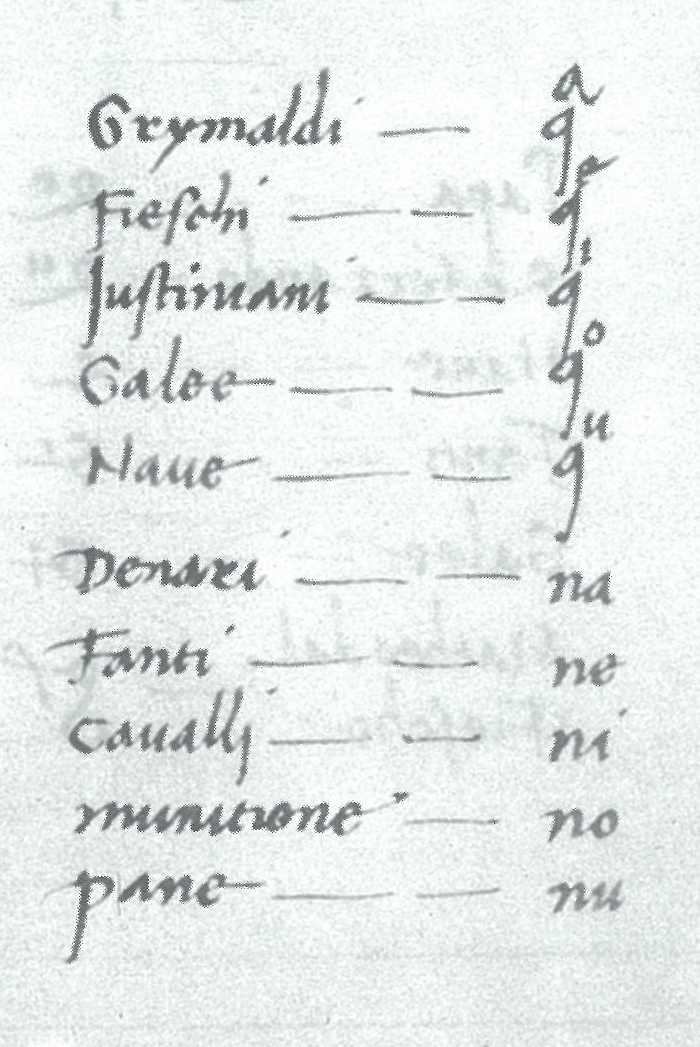 Grymaldi — qᵃ
Fieschi — — qᵉ
Justiniani — — qⁱ
Galee — — qᵒ
Naue — — qᵘ
Denari — — na
Fanti — — ne
Caualli — — ni
munitione — no
pane — — nu